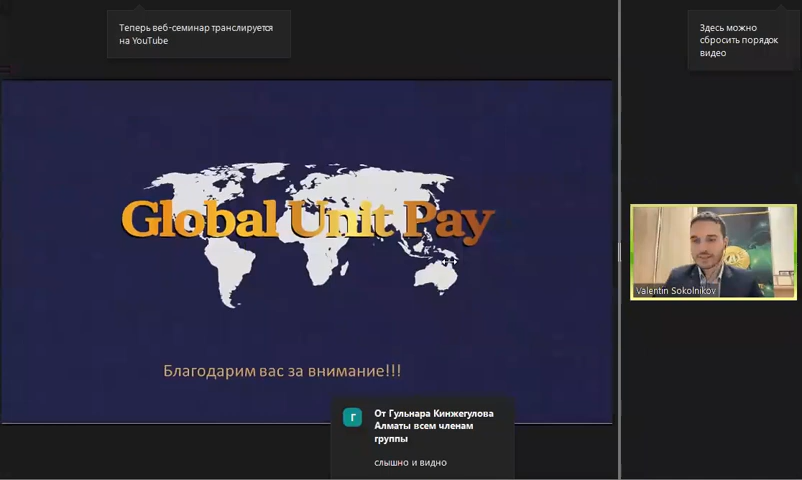 Теперь веб-семинар транслируется
на YouTube
Здесь можно
сбросить порядок
видео
Global Unit Pay
Valentin Sokolnikov
Благодарим вас за внимание!!!
Г
От Гульнара Кинжегулова
Алматы всем членам
группы
слышно и видно